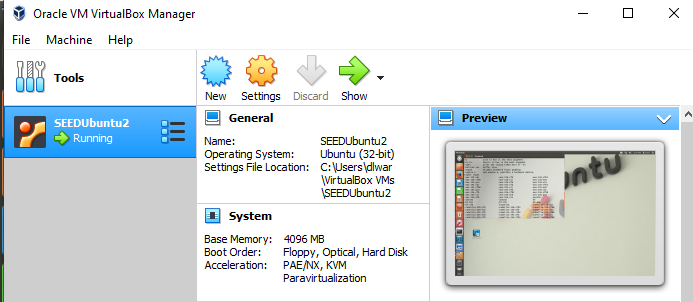 Oracle VM VirtualBox Manager
File Machine Help
Tools
New Settings Discard Show
SEEDUbuntu2
Running
General
Name: SEEDUbuntu2
Operating System: Ubuntu (32-bit)
Settings File Location: C:\Users\dlwar
\VirtualBox VMs
\SEEDUbuntu2
System
Base Memory: 4096 MB
Boot Order: Floppy, Optical, Hard Disk
Acceleration: PAE/NX, KVM
Paravirtualization
Preview
untu